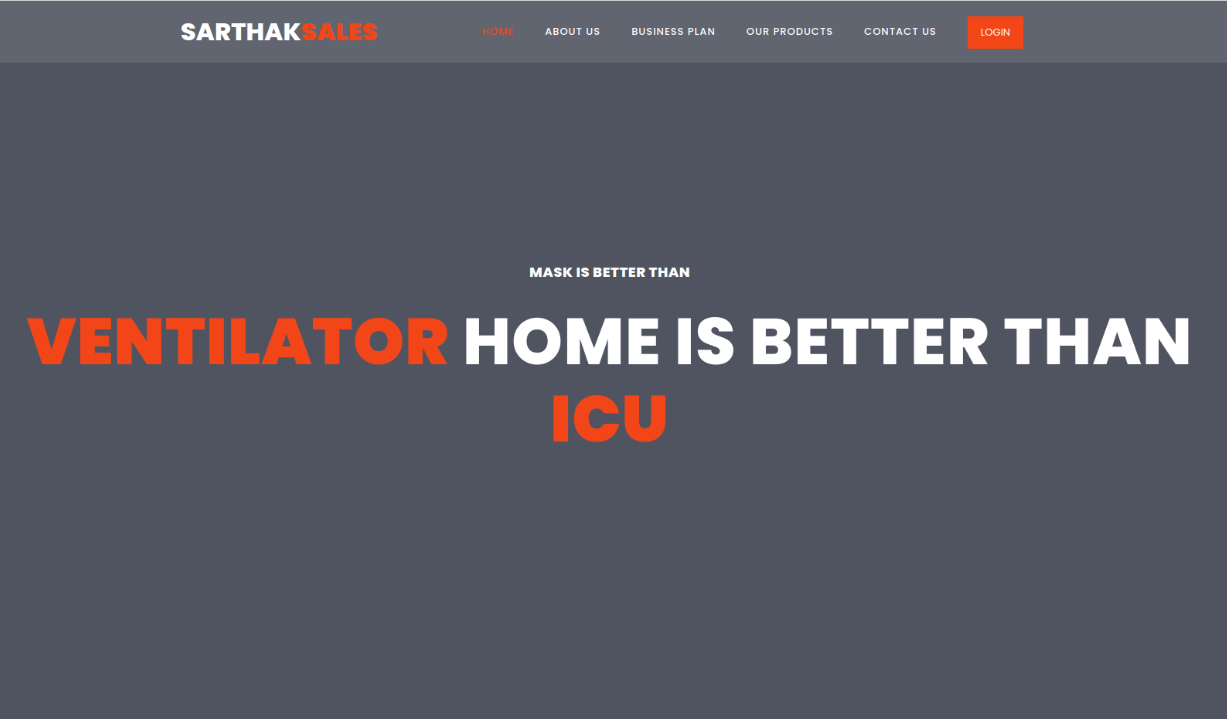 SARTHAKSALES HOME ABOUT US BUSINESS PLAN OUR PRODUCTS CONTACT US LOGIN
MASK IS BETTER THAN
VENTILATOR HOME IS BETTER THAN
ICU